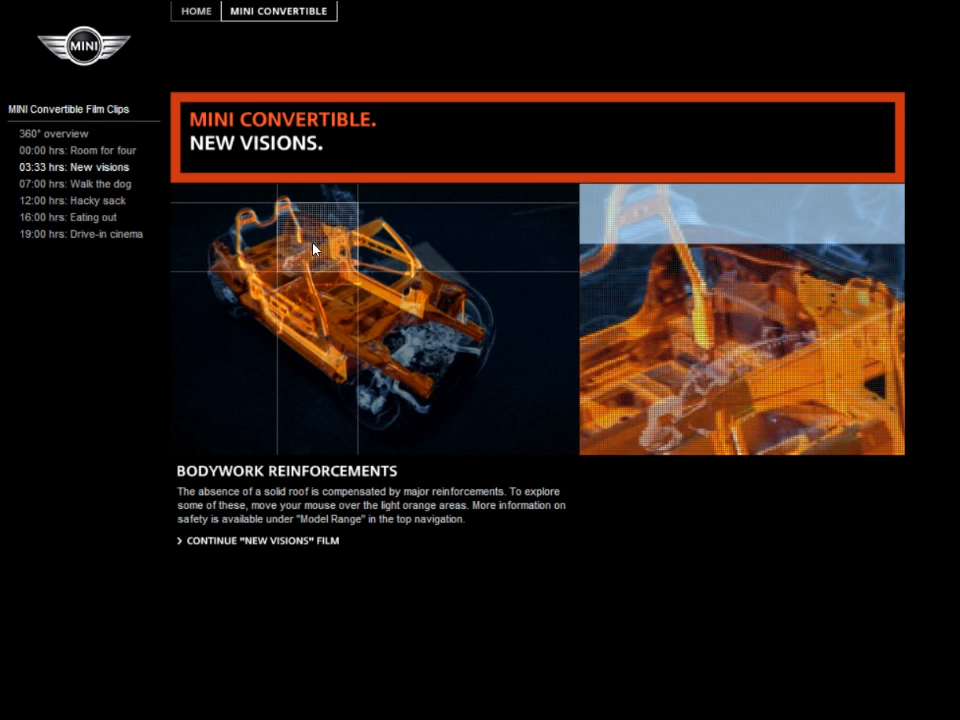 HOME
MINI CONVERTIBLE
MINI
MINI Convertible Film Clips
360° overview
00:00 hrs: Room for four
03:33 hrs: New visions
07:00 hrs: Walk the dog
12:00 hrs: Hacky sack
16:00 hrs: Eating out
19:00 hrs: Drive-in cinema
MINI CONVERTIBLE.
NEW VISIONS.
BODYWORK REINFORCEMENTS
The absence of a solid roof is compensated by major reinforcements. To explore
some of these, move your mouse over the light orange areas. More information on
safety is available under "Model Range" in the top navigation.
CONTINUE "NEW VISIONS" FILM